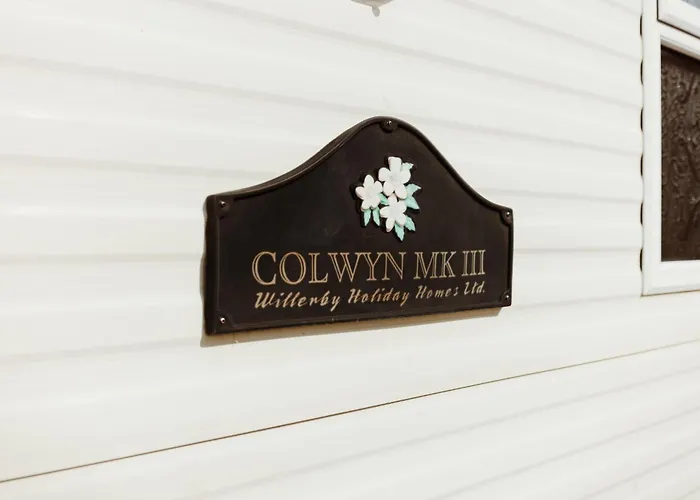 COLWYN MK III
Willerby Holiday Homes Ltd.